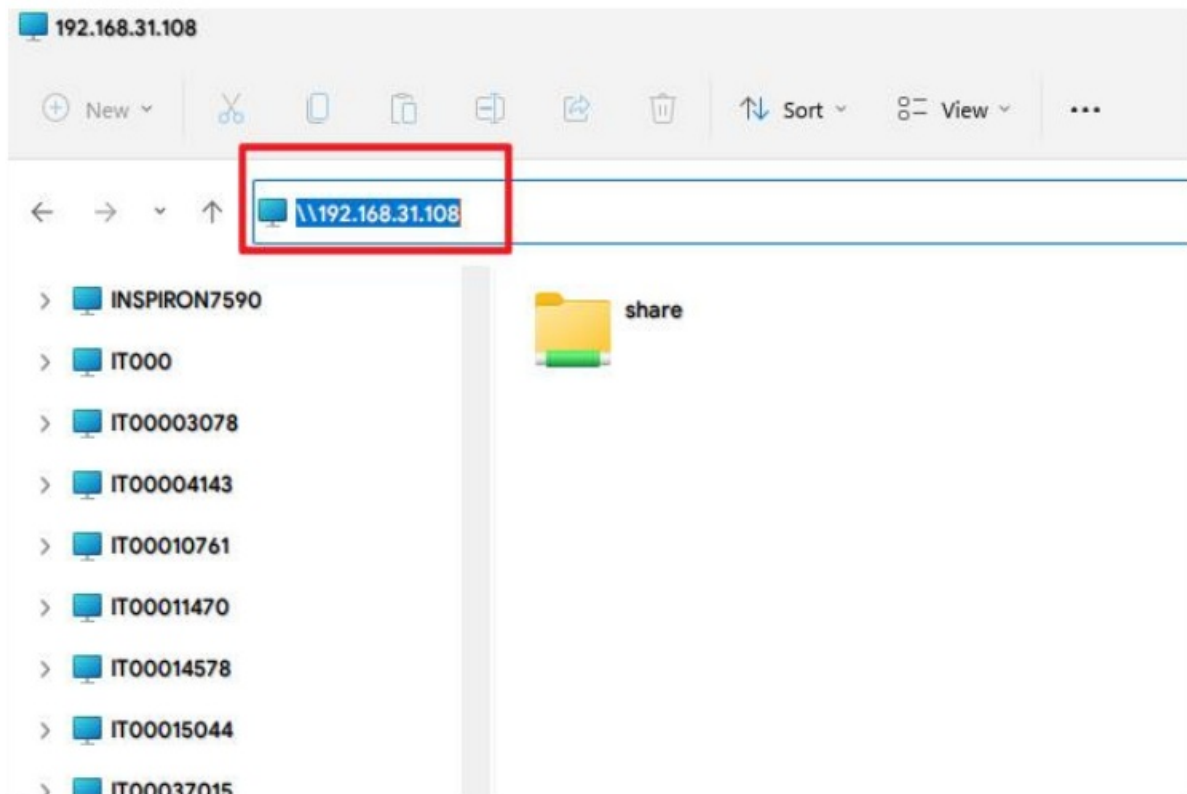 192.168.31.108
New Sort View ...
\\192.168.31.108
INSPIRON7590
share
IT000
IT00003078
IT00004143
IT00010761
IT00011470
IT00014578
IT00015044
IT00037015